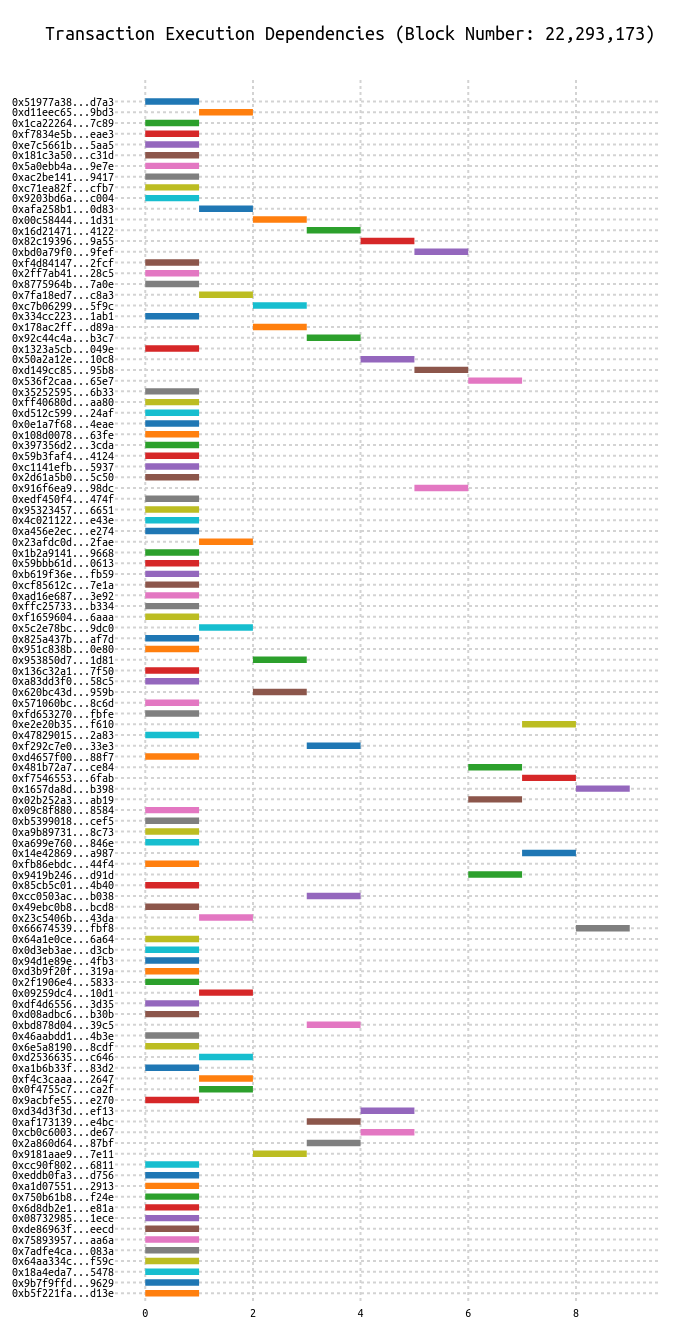 Transaction Execution Dependencies (Block Number: 22,293,173)
0x51977a38...d7a3
0xd11eec65...9bd3
0x1ca22264...7c89
0xf7834e5b...eae3
0xe7c5661b...5aa5
0x181c3a50...c31d
0x5a0ebb4a...9e7e
0xac2be141...9417
0xc71ea82f...cfb7
0x9203bd6a...c004
0xafa258b1...0d83
0x00c58444...1d31
0x16d21471...4122
0x82c19396...9a55
0xbd0a79f0...9fef
0xf4d84147...2fcf
0x2ff7ab41...28c5
0x8775964b...7a0e
0x7fa18ed7...c8a3
0xc7b06299...5f9c
0x334cc223...1ab1
0x178ac2ff...d89a
0x92c44c4a...b3c7
0x1323a5cb...049e
0x50a2a12e...10c8
0xd149cc85...95b8
0x536f2caa...65e7
0x35252595...6b33
0xff40680d...aa80
0xd512c599...24af
0x0e1a7f68...4eae
0x108d0078...63fe
0x397356d2...3cda
0x59b3faf4...4124
0xc1141efb...5937
0x2d61a5b0...5c50
0x916f6ea9...98dc
0xedf450f4...474f
0x95323457...6651
0x4c021122...e43e
0xa456e2ec...e274
0x23afdc0d...2fae
0x1b2a9141...9668
0x59bbb61d...0613
0xb619f36e...fb59
0xcf85612c...7e1a
0xad16e687...3e92
0xffc25733...b334
0xf1659604...6aaa
0x5c2e78bc...9dc0
0x825a437b...af7d
0x951c838b...0e80
0x953850d7...1d81
0x136c32a1...7f50
0xa83dd3f0...58c5
0x620bc43d...959b
0x571060bc...8c6d
0xfd653270...fbfe
0xe2e20b35...f610
0x47829015...2a83
0xf292c7e0...33e3
0xd4657f00...88f7
0x481b72a7...ce84
0xf7546553...6fab
0x1657da8d...b398
0x02b252a3...ab19
0x09c8f880...8584
0xb5399018...cef5
0xa9b89731...8c73
0xa699e760...846e
0x14e42869...a987
0xfb86ebdc...44f4
0x9419b246...d91d
0x85cb5c01...4b40
0xcc0503ac...b038
0x49ebc0b8...bcd8
0x23c5406b...43da
0x66674539...fbf8
0x64a1e0ce...6a64
0x0d3eb3ae...d3cb
0x94d1e89e...4fb3
0xd3b9f20f...319a
0x2f1906e4...5833
0x09259dc4...10d1
0xdf4d6556...3d35
0xd08adbc6...b30b
0xbd878d04...39c5
0x46aabdd1...4b3e
0x6e5a8190...8cdf
0xd2536635...c646
0xa1b6b33f...83d2
0xf4c3caaa...2647
0x0f4755c7...ca2f
0x9acbfe55...e270
0xd34d3f3d...ef13
0xaf173139...e4bc
0xcb0c6003...de67
0x2a860d64...87bf
0x9181aae9...7e11
0xcc90f802...6811
0xeddb0fa3...d756
0xa1d07551...2913
0x750b61b8...f24e
0x6d8db2e1...e81a
0x08732985...1ece
0xde86963f...eecd
0x75893957...aa6a
0x7adfe4ca...083a
0x64aa334c...f59c
0x18a4eda7...5478
0x9b7f9ffd...9629
0xb5f221fa...d13e
0 2 4 6 8